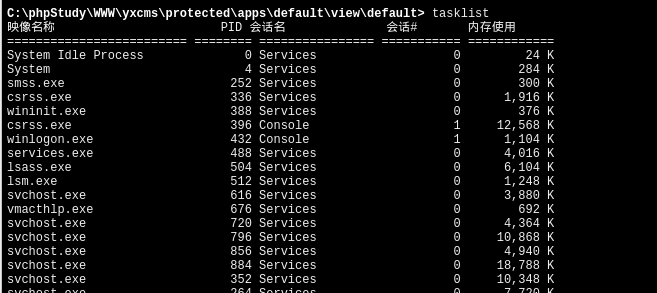 C:\phpStudy\WWW\yxcms\protected\apps\default\view\default> tasklist
映像名称                       PID 会话名              会话#       内存使用
========================= ======== ================ =========== ============
System Idle Process              0 Services                   0         24 K
System                           4 Services                   0        284 K
smss.exe                       252 Services                   0        300 K
csrss.exe                      336 Services                   0      1,916 K
wininit.exe                    388 Services                   0        376 K
csrss.exe                      396 Console                    1     12,568 K
winlogon.exe                   432 Console                    1      1,104 K
services.exe                   488 Services                   0      4,016 K
lsass.exe                      504 Services                   0      6,104 K
lsm.exe                        512 Services                   0      1,248 K
svchost.exe                    616 Services                   0      3,880 K
vmacthlp.exe                   676 Services                   0        692 K
svchost.exe                    720 Services                   0      4,364 K
svchost.exe                    796 Services                   0     10,868 K
svchost.exe                    856 Services                   0      4,940 K
svchost.exe                    884 Services                   0     18,788 K
svchost.exe                    352 Services                   0     10,348 K
svchost.exe                    264 Services                   0      7,720 K